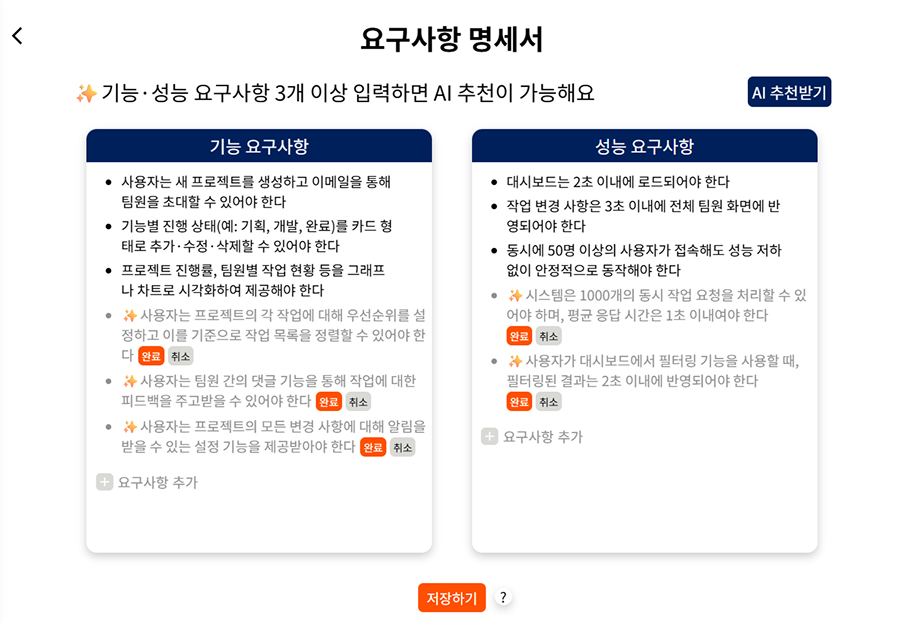 요구사항 명세서
✨ 기능·성능 요구사항 3개 이상 입력하면 AI 추천이 가능해요
AI 추천받기
기능 요구사항
• 사용자는 새 프로젝트를 생성하고 이메일을 통해
팀원을 초대할 수 있어야 한다
• 기능별 진행 상태(예: 기획, 개발, 완료)를 카드 형
태로 추가·수정·삭제할 수 있어야 한다
• 프로젝트 진행률, 팀원별 작업 현황 등을 그래프
나 차트로 시각화하여 제공해야 한다
• ✨ 사용자는 프로젝트의 각 작업에 대해 우선순위를 설
정하고 이를 기준으로 작업 목록을 정렬할 수 있어야 한
다 완료 취소
• ✨ 사용자는 팀원 간의 댓글 기능을 통해 작업에 대한
피드백을 주고받을 수 있어야 한다 완료 취소
• ✨ 사용자는 프로젝트의 모든 변경 사항에 대해 알림을
받을 수 있는 설정 기능을 제공받아야 한다 완료 취소
+ 요구사항 추가
성능 요구사항
• 대시보드는 2초 이내에 로드되어야 한다
• 작업 변경 사항은 3초 이내에 전체 팀원 화면에 반
영되어야 한다
• 동시에 50명 이상의 사용자가 접속해도 성능 저하
없이 안정적으로 동작해야 한다
• ✨ 시스템은 1000개의 동시 작업 요청을 처리할 수 있
어야 하며, 평균 응답 시간은 1초 이내여야 한다
완료 취소
• ✨ 사용자가 대시보드에서 필터링 기능을 사용할 때,
필터링된 결과는 2초 이내에 반영되어야 한다
완료 취소
+ 요구사항 추가
저장하기 ?